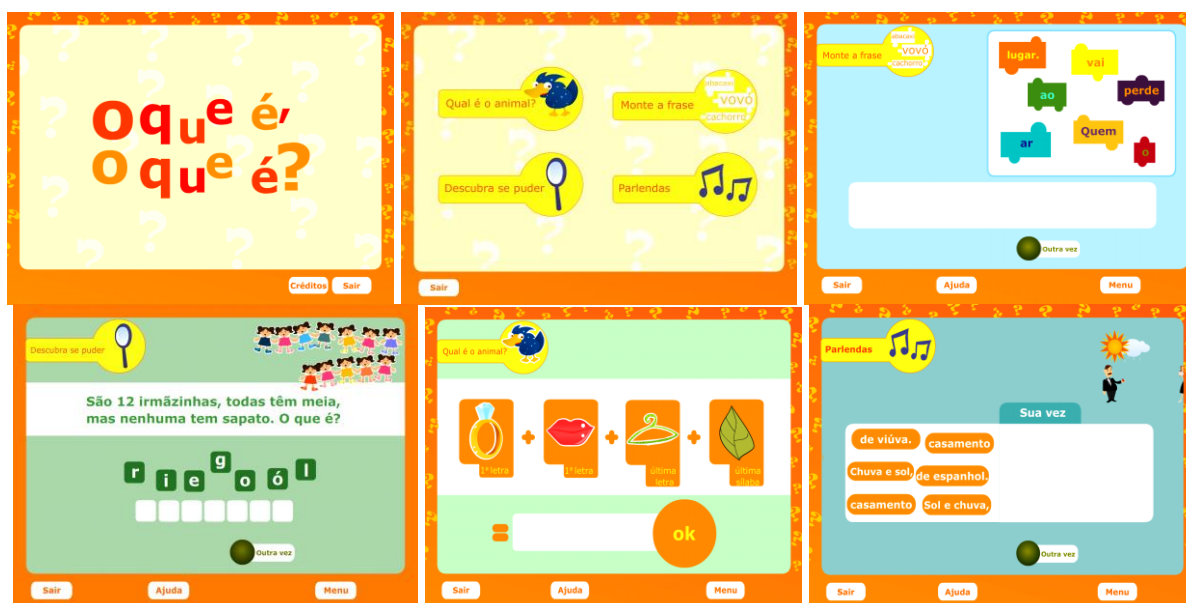 o que é,
o que é?
Créditos
Sair
Qual é o animal?
abacaxi
vovó
cachorro
Monte a frase
Descubra se puder
Parlendas
Sair
Monte a frase
abacaxi
vovó
cachorro
lugar.
vai
ao
perde
ar
Quem
o
Outra vez
Sair
Ajuda
Menu
Descubra se puder
São 12 irmãzinhas, todas têm meia,
mas nenhuma tem sapato. O que é?
r i e g o ó l
Outra vez
Sair
Ajuda
Menu
Qual é o animal?
1ª letra
1ª letra
última
letra
última
sílaba
=
ok
Sair
Ajuda
Menu
Parlendas
Sua vez
de viúva.
casamento
Chuva e sol,
de espanhol.
casamento
Sol e chuva,
Outra vez
Sair
Ajuda
Menu